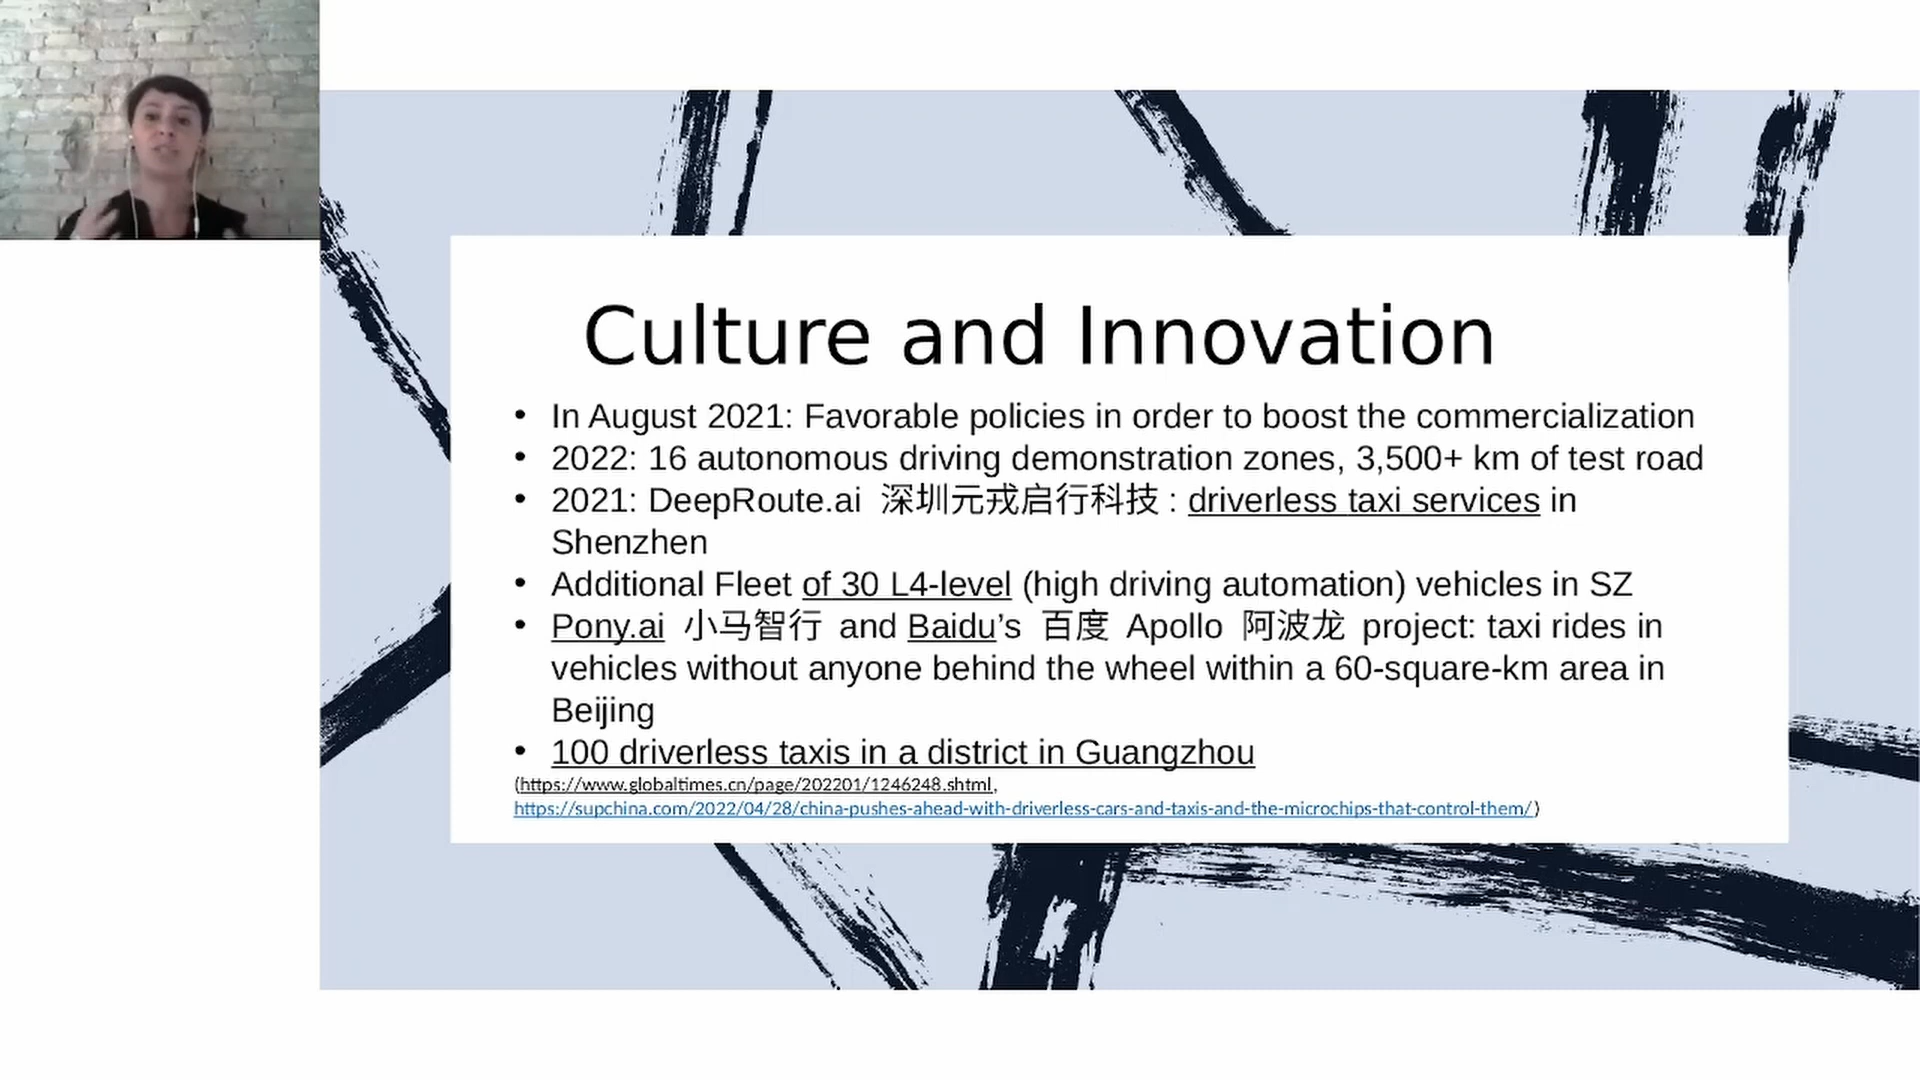 Culture and Innovation
• In August 2021: Favorable policies in order to boost the commercialization
• 2022: 16 autonomous driving demonstration zones, 3,500+ km of test road
• 2021: DeepRoute.ai 深圳元戎启行科技 : driverless taxi services in
Shenzhen
• Additional Fleet of 30 L4-level (high driving automation) vehicles in SZ
• Pony.ai 小马智行 and Baidu’s 百度 Apollo 阿波龙 project: taxi rides in
vehicles without anyone behind the wheel within a 60-square-km area in
Beijing
• 100 driverless taxis in a district in Guangzhou
(https://www.globaltimes.cn/page/202201/1246248.shtml,
https://supchina.com/2022/04/28/china-pushes-ahead-with-driverless-cars-and-taxis-and-the-microchips-that-control-them/)